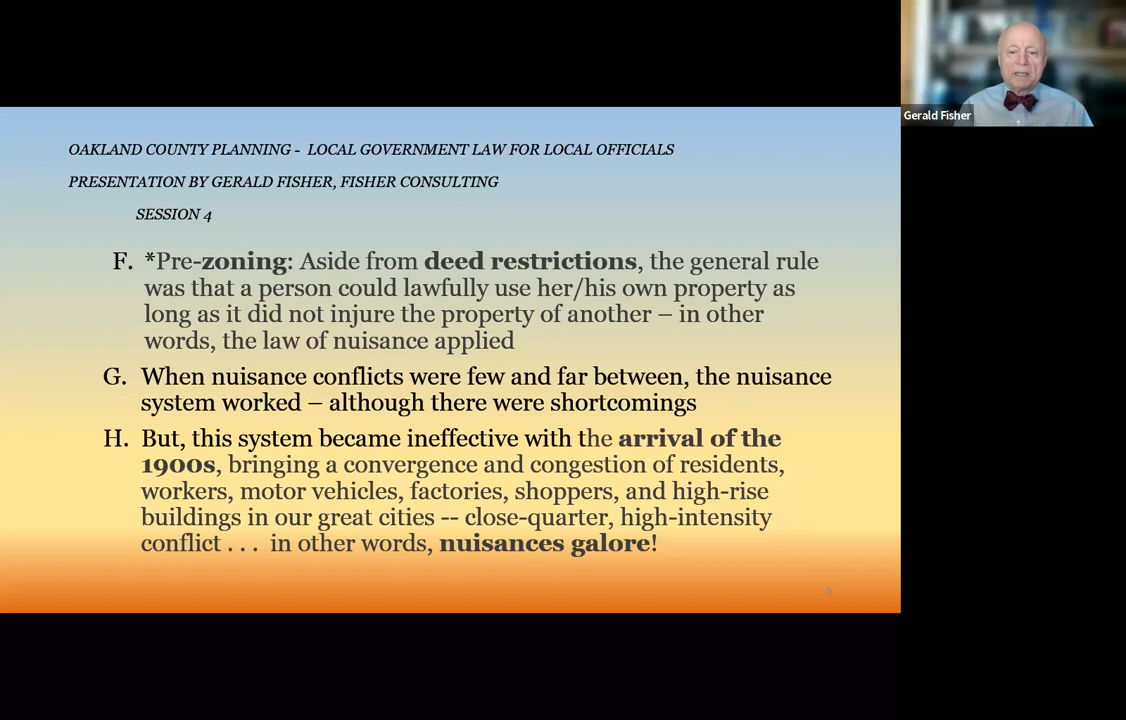 OAKLAND COUNTY PLANNING - LOCAL GOVERNMENT LAW FOR LOCAL OFFICIALS
PRESENTATION BY GERALD FISHER, FISHER CONSULTING
SESSION 4
F. *Pre-zoning: Aside from deed restrictions, the general rule
was that a person could lawfully use her/his own property as
long as it did not injure the property of another – in other
words, the law of nuisance applied
G. When nuisance conflicts were few and far between, the nuisance
system worked – although there were shortcomings
H. But, this system became ineffective with the arrival of the
1900s, bringing a convergence and congestion of residents,
workers, motor vehicles, factories, shoppers, and high-rise
buildings in our great cities -- close-quarter, high-intensity
conflict . . . in other words, nuisances galore!
Gerald Fisher